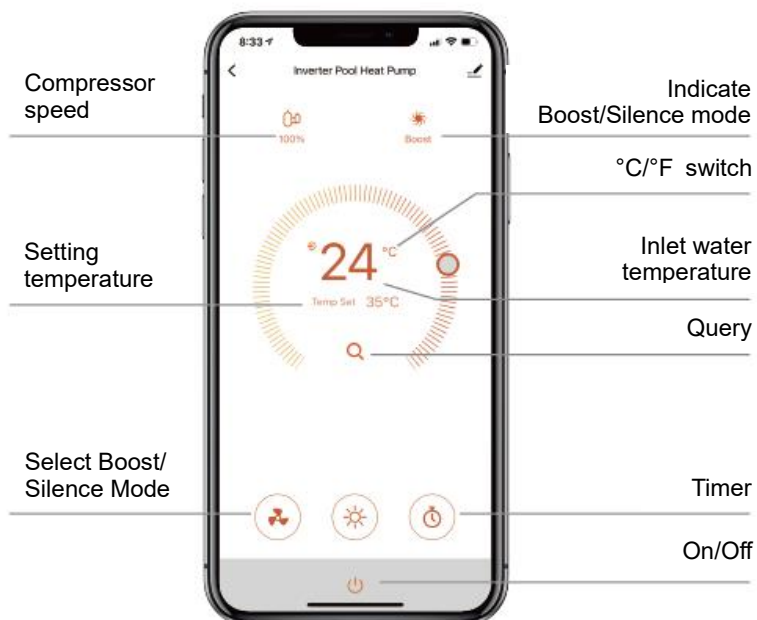 8:33
Inverter Pool Heat Pump
Compressor
speed
Indicate
Boost/Silence mode
100%
Boost
°C/°F switch
Setting
temperature
24 °C
Inlet water
temperature
Temp Set 35°C
Query
Select Boost/
Silence Mode
Timer
On/Off